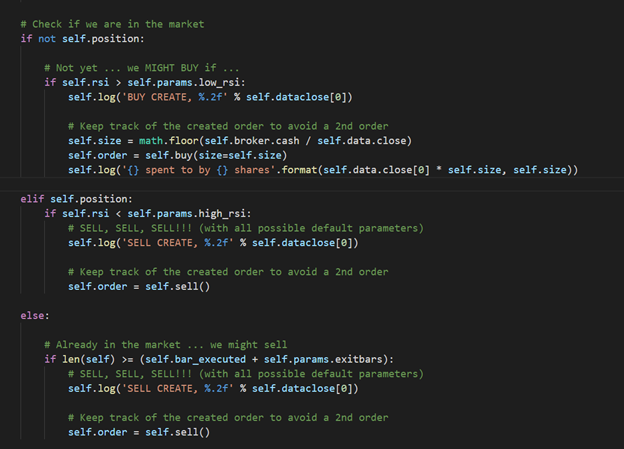 # Check if we are in the market
if not self.position:
# Not yet ... we MIGHT BUY if ...
if self.rsi > self.params.low_rsi:
self.log('BUY CREATE, %.2f' % self.dataclose[0])
# Keep track of the created order to avoid a 2nd order
self.size = math.floor(self.broker.cash / self.data.close)
self.order = self.buy(size=self.size)
self.log('{} spent to by {} shares'.format(self.data.close[0] * self.size, self.size))
elif self.position:
if self.rsi < self.params.high_rsi:
# SELL, SELL, SELL!!! (with all possible default parameters)
self.log('SELL CREATE, %.2f' % self.dataclose[0])
# Keep track of the created order to avoid a 2nd order
self.order = self.sell()
else:
# Already in the market ... we might sell
if len(self) >= (self.bar_executed + self.params.exitbars):
# SELL, SELL, SELL!!! (with all possible default parameters)
self.log('SELL CREATE, %.2f' % self.dataclose[0])
# Keep track of the created order to avoid a 2nd order
self.order = self.sell()